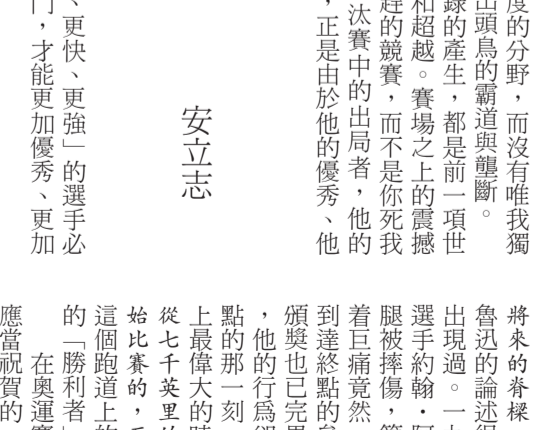 度的分野，而沒有唯我獨
出頭鳥的霸道與壟斷。
錄的產生，都是前一項世
和超越。賽場之上的震撼
趕的競賽，而不是你死我
汰賽中的出局者，他的
，正是由於他的優秀、他
安立志
、更快、更強」的選手必
，才能更加優秀、更加
將來的脊樑
魯迅的論述
出現過。一
選手約翰・
腿被摔傷，
着巨痛竟然
到達終點的
頒獎也已完
，他的行爲
點的那一刻
上最偉大的
從七千英里
始比賽的，
這個跑道上的
的「勝利者」
在奧運賽
應當祝賀的